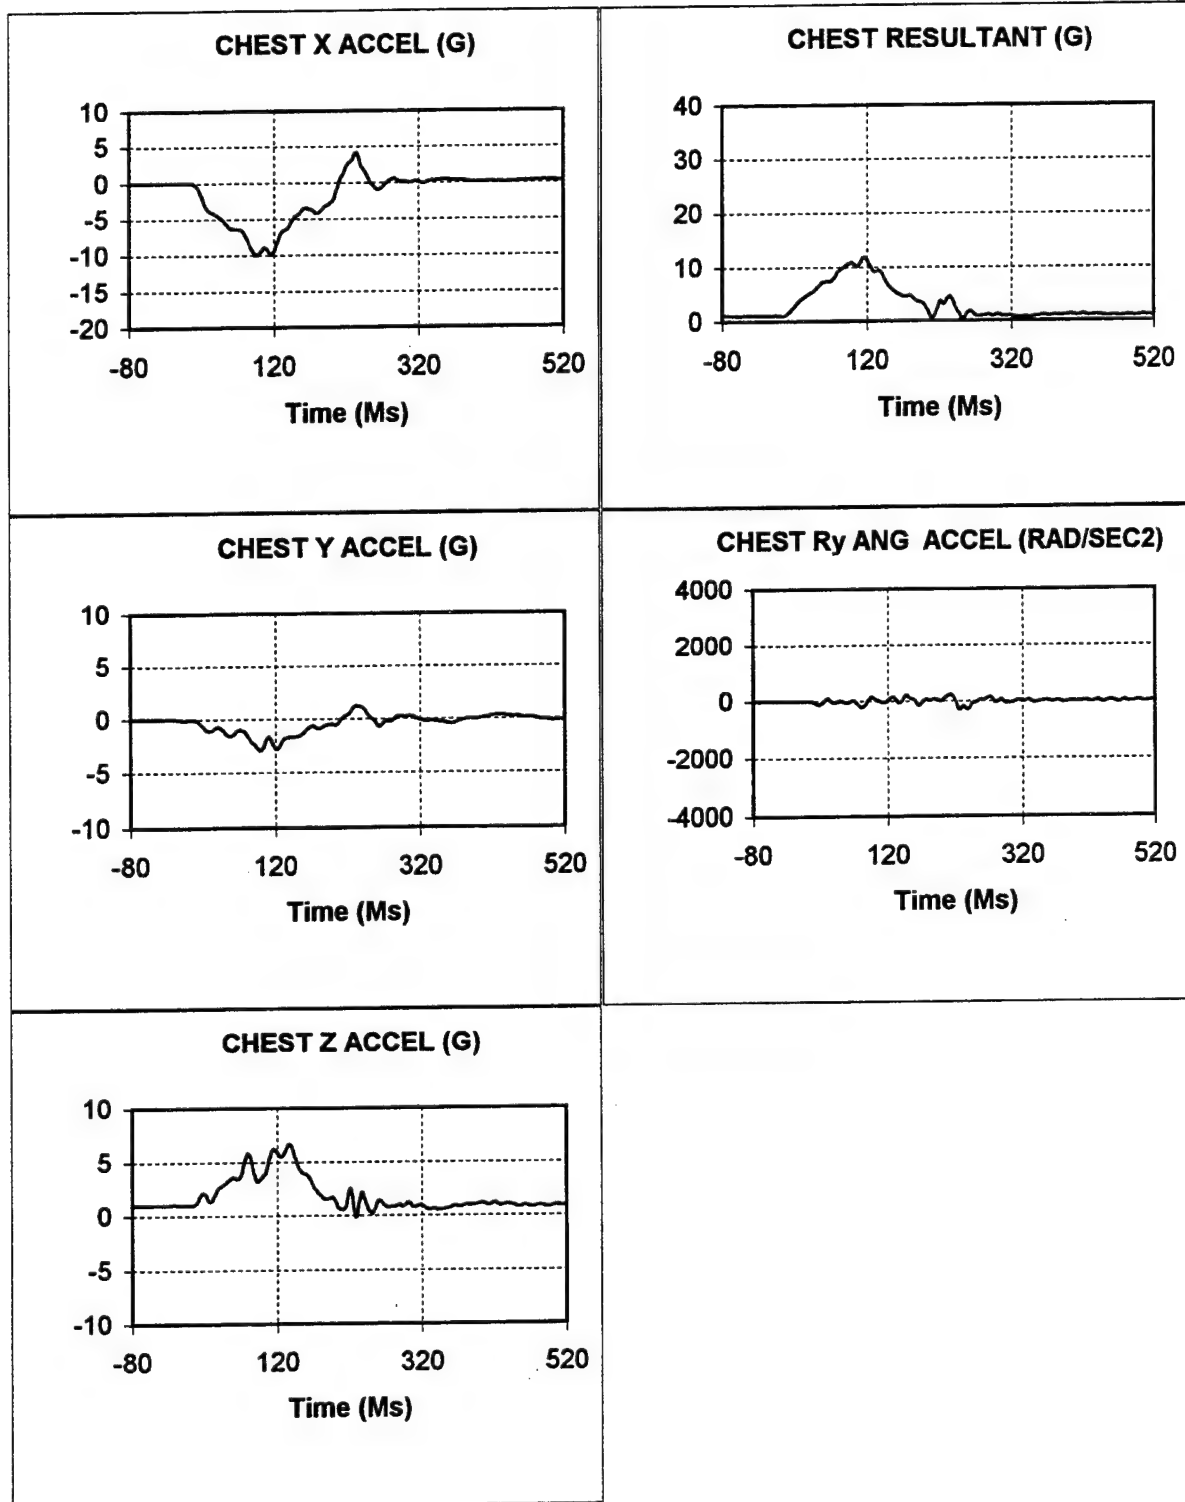 CHEST X ACCEL (G)
10
5
0
-5
-10
-15
-20
-80 120 320 520
Time (Ms)
CHEST RESULTANT (G)
40
30
20
10
0
-80 120 320 520
Time (Ms)
CHEST Y ACCEL (G)
10
5
0
-5
-10
-80 120 320 520
Time (Ms)
CHEST Ry ANG ACCEL (RAD/SEC2)
4000
2000
0
-2000
-4000
-80 120 320 520
Time (Ms)
CHEST Z ACCEL (G)
10
5
0
-5
-10
-80 120 320 520
Time (Ms)